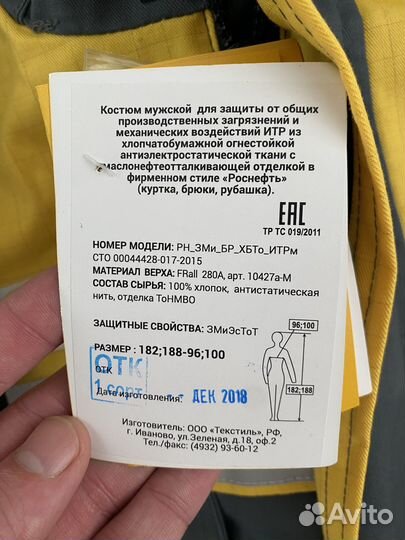 Костюм мужской для защиты от общих
производственных загрязнений и
механических воздействий ИТР из
хлопчатобумажной огнестойкой
антиэлектростатической ткани с
маслонефтеотталкивающей отделкой в
фирменном стиле «Роснефть»
(куртка, брюки, рубашка).
ЕАС
ТР ТС 019/2011
НОМЕР МОДЕЛИ: РН_ЗМи_БР_ХБТо_ИТРм
СТО 00044428-017-2015
МАТЕРИАЛ ВЕРХА: FRall 280A, арт. 10427а-М
СОСТАВ СЫРЬЯ: 100% хлопок, антистатическая
нить, отделка ТоНМВО
ЗАЩИТНЫЕ СВОЙСТВА: ЗМиЭсТоТ
96;100
РАЗМЕР : 182;188-96;100
182;188
ОТК
ОТК
1 сорт
Дата изготовления:
ДЕК 2018
Изготовитель: ООО «Текстиль», РФ,
г. Иваново, ул.Зеленая, д.18, оф.2
Тел./факс: (4932) 93-60-12
Avito